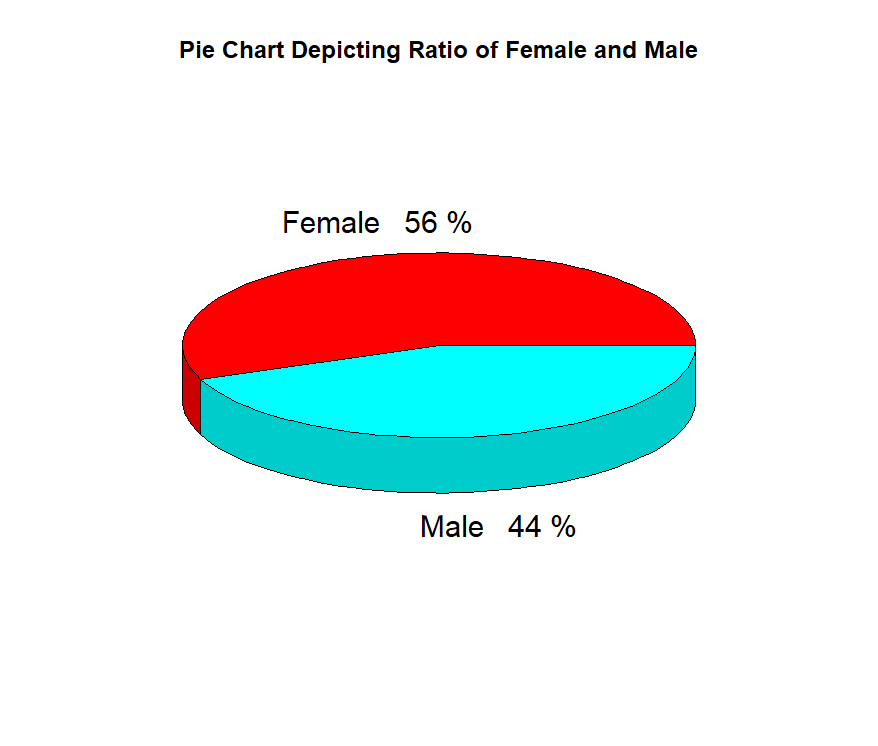 Pie Chart Depicting Ratio of Female and Male
Female 56 %
Male 44 %